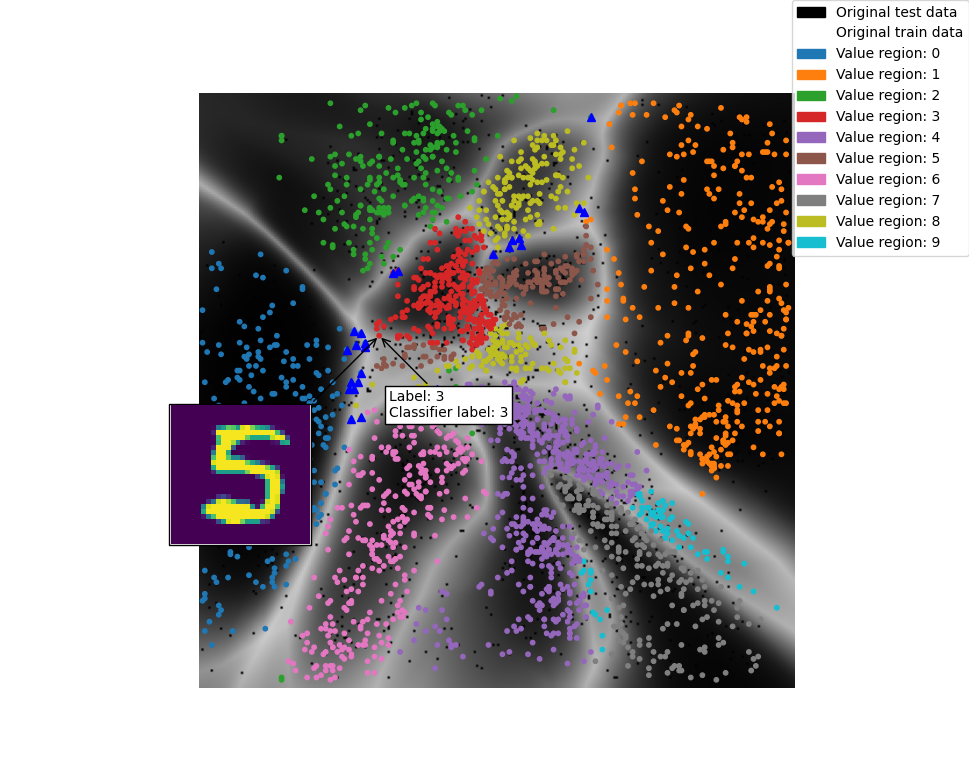 Original test data
Original train data
Value region: 0
Value region: 1
Value region: 2
Value region: 3
Value region: 4
Value region: 5
Value region: 6
Value region: 7
Value region: 8
Value region: 9
Label: 3
Classifier label: 3
5